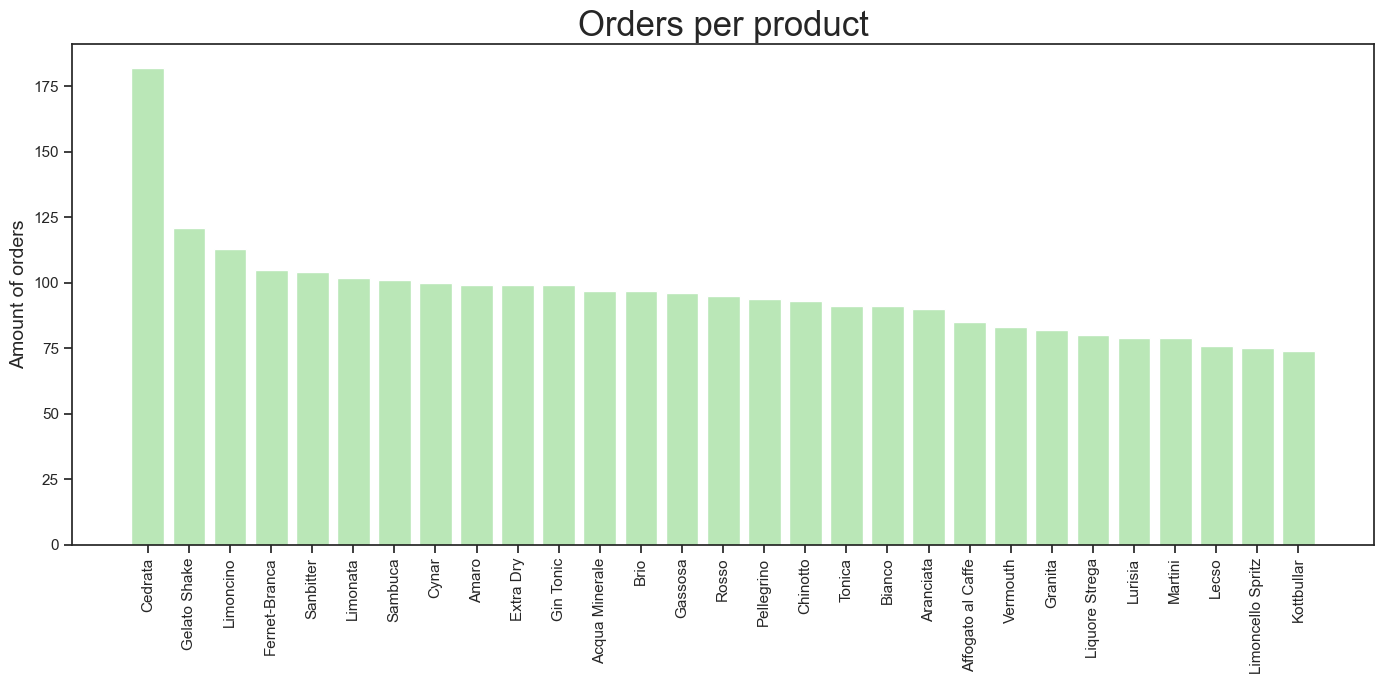 Orders per product
Amount of orders
175
150
125
100
75
50
25
0
Cedrata
Gelato Shake
Limoncino
Fernet-Branca
Sanbitter
Limonata
Sambuca
Cynar
Amaro
Extra Dry
Gin Tonic
Acqua Minerale
Brio
Gassosa
Rosso
Pellegrino
Chinotto
Tonica
Bianco
Aranciata
Affogato al Caffe
Vermouth
Granita
Liquore Strega
Lurisia
Martini
Lecso
Limoncello Spritz
Kottbullar